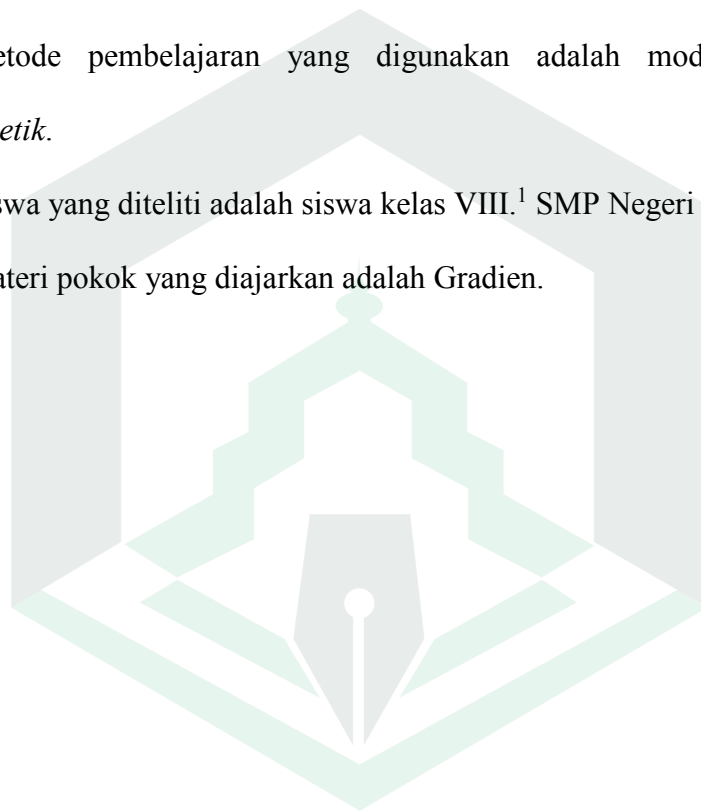 etode pembelajaran yang digunakan adalah mod
etik.
swa yang diteliti adalah siswa kelas VIII.¹ SMP Negeri
ateri pokok yang diajarkan adalah Gradien.